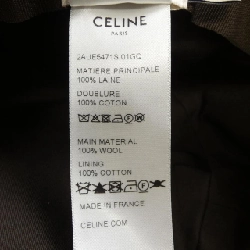 CELINE
PARIS
MATIERE PRINCIPALE
100% LAINE
DOUBLURE
100% COTON
MAIN MATERIAL
100% WOOL
LINING
100% COTTON
MADE IN FRANCE
CELINE.COM